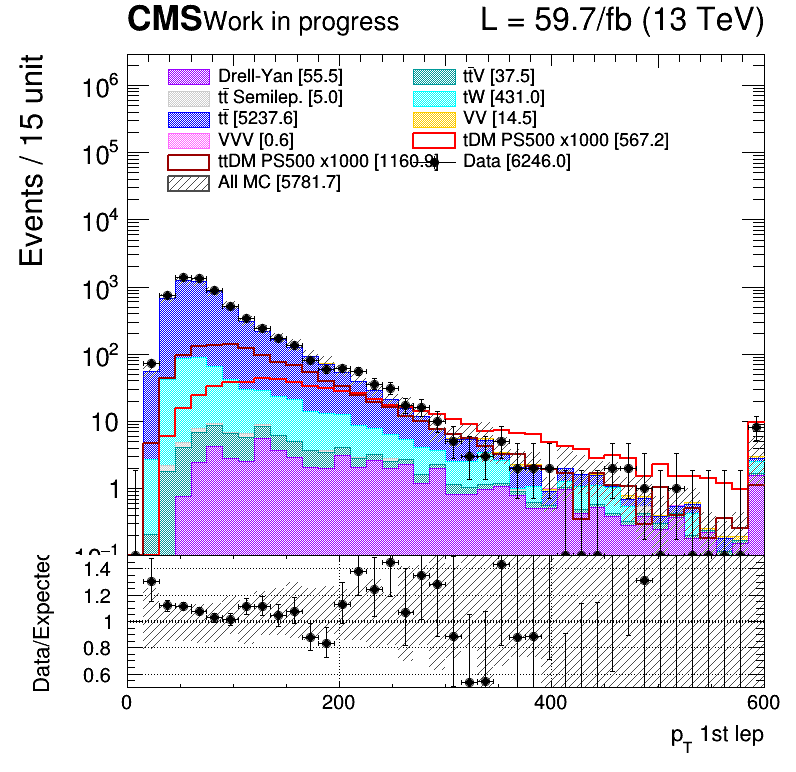 CMS Work in progress L = 59.7/fb (13 TeV)
Events / 15 unit
Drell-Yan [55.5] tt̄V [37.5]
tt̄ Semilep. [5.0] tW [431.0]
tt̄ [5237.6] VV [14.5]
VVV [0.6] tDM PS500 x1000 [567.2]
ttDM PS500 x1000 [1160.9] Data [6246.0]
All MC [5781.7]
10⁶
10⁵
10⁴
10³
10²
10
1
10⁻¹
Data/Expected
1.4
1.2
1
0.8
0.6
0 200 400 600
p_T 1st lep